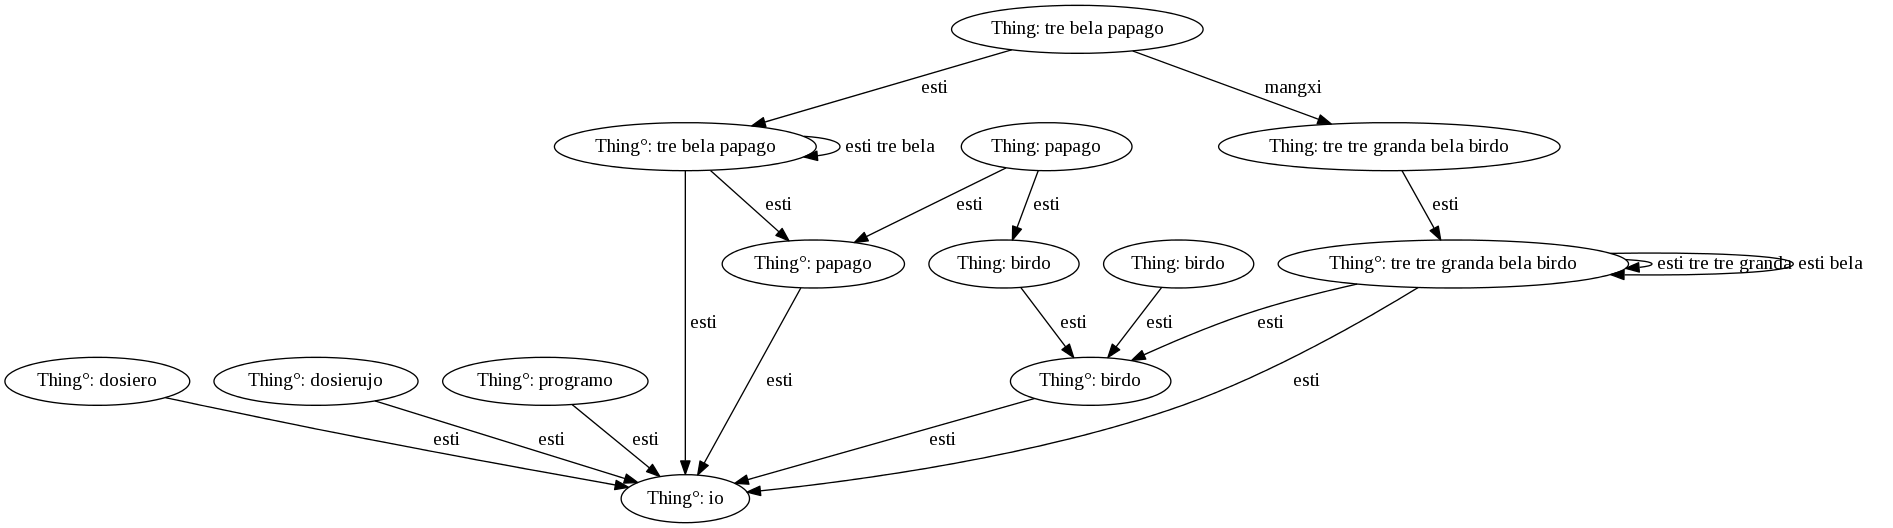 Thing: tre bela papago
esti
mangxi
Thing°: tre bela papago
esti tre bela
Thing: papago
Thing: tre tre granda bela birdo
esti
esti
esti
esti
Thing°: papago
Thing: birdo
Thing: birdo
Thing°: tre tre granda bela birdo
esti tre tre granda
esti bela
esti
esti
esti
esti
Thing°: dosiero
Thing°: dosierujo
Thing°: programo
esti
Thing°: birdo
esti
esti
esti
esti
esti
Thing°: io